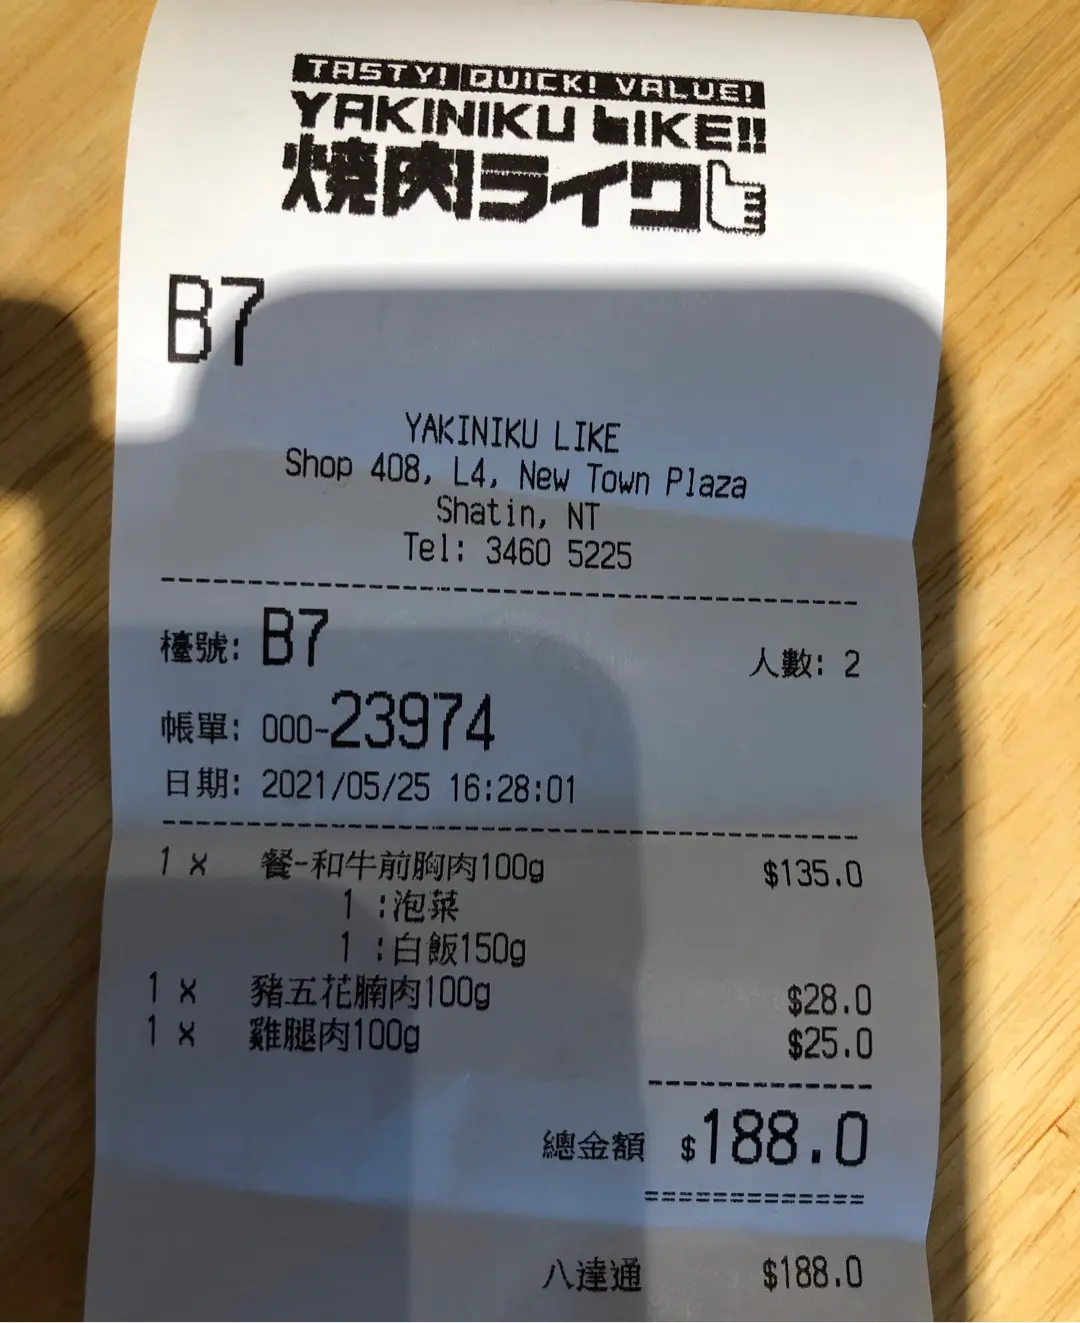 TASTY! QUICK! VALUE!
YAKINIKU LIKE!!
焼肉ライク
B7
YAKINIKU LIKE
Shop 408, L4, New Town Plaza
Shatin, NT
Tel: 3460 5225
檯號: B7 人數: 2
帳單: 000-23974
日期: 2021/05/25 16:28:01
1 x 餐-和牛前胸肉100g $135.0
1 :泡菜
1 :白飯150g
1 x 豬五花腩肉100g $28.0
1 x 雞腿肉100g $25.0
總金額 $188.0
八達通 $188.0